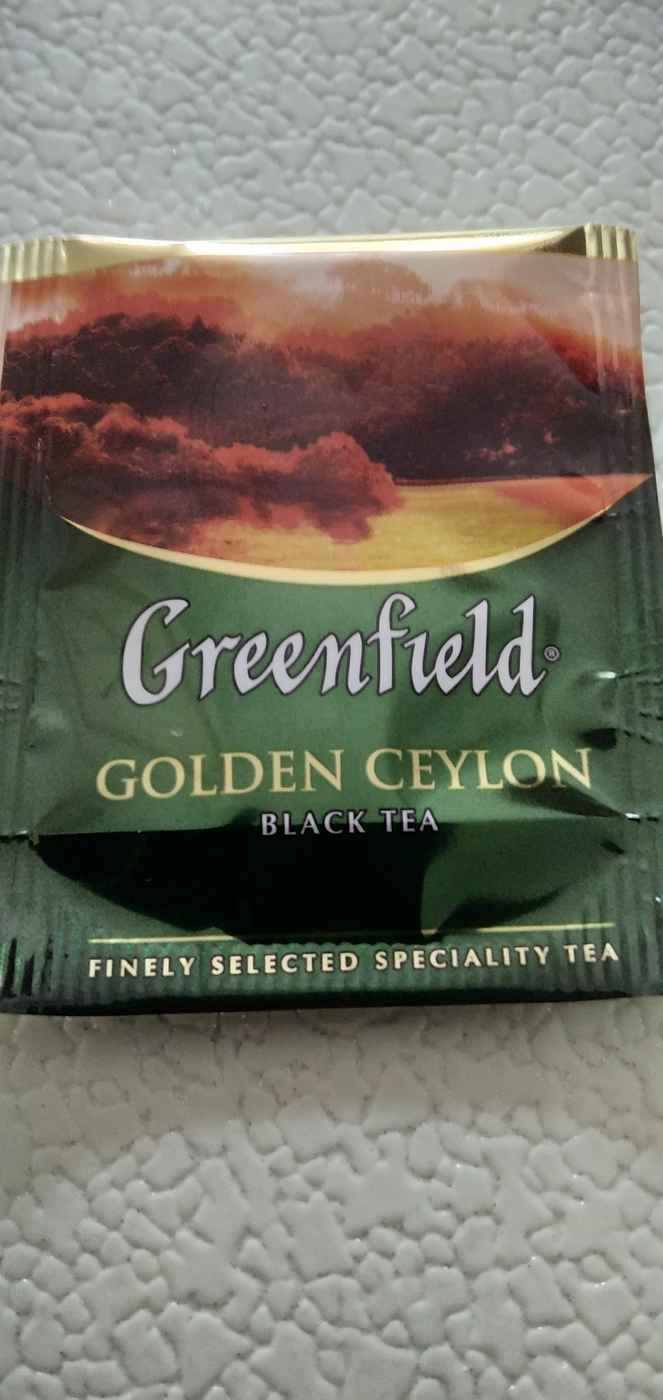 Greenfield®
GOLDEN CEYLON
BLACK TEA
FINELY SELECTED SPECIALITY TEA